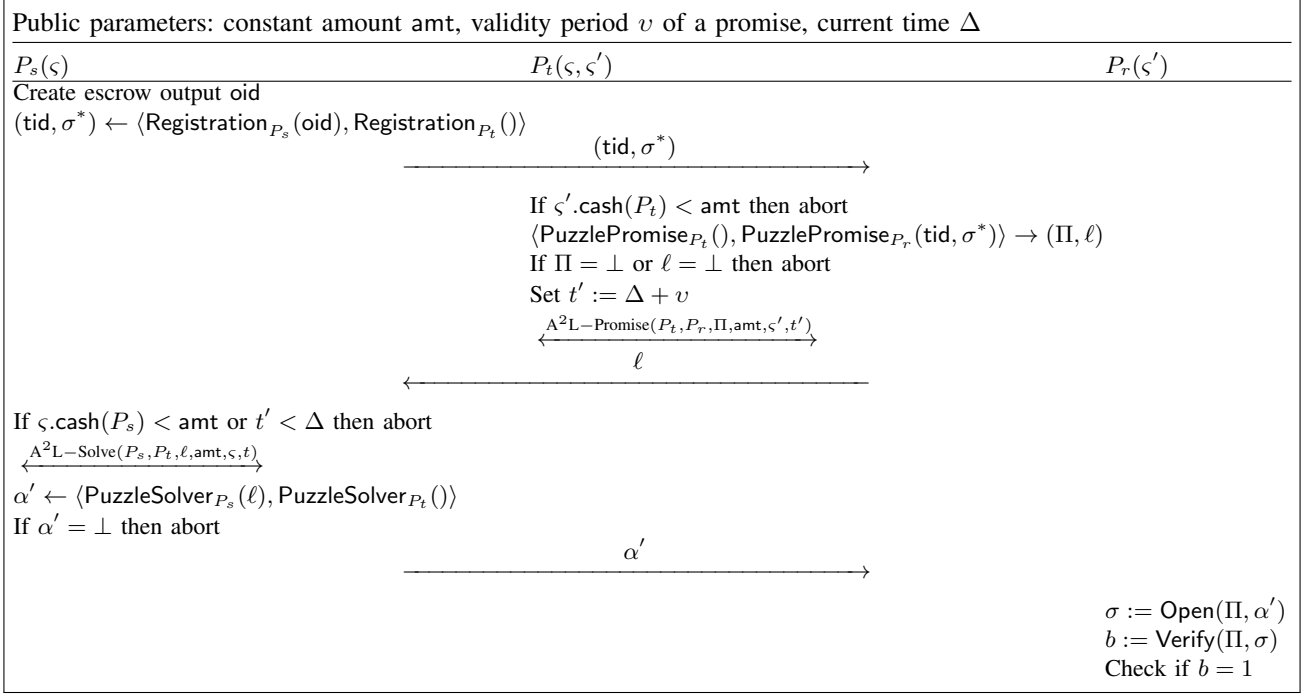 Public parameters: constant amount amt, validity period υ of a promise, current time Δ
P_s(ς) P_t(ς, ς′) P_r(ς′)
Create escrow output oid
(tid, σ*) ← ⟨Registration_{P_s}(oid), Registration_{P_t}()⟩
(tid, σ*)
If ς′.cash(P_t) < amt then abort
⟨PuzzlePromise_{P_t}(), PuzzlePromise_{P_r}(tid, σ*)⟩ → (Π, ℓ)
If Π = ⊥ or ℓ = ⊥ then abort
Set t′ := Δ + υ
A²L−Promise(P_t,P_r,Π,amt,ς′,t′)
ℓ
If ς.cash(P_s) < amt or t′ < Δ then abort
A²L−Solve(P_s,P_t,ℓ,amt,ς,t)
α′ ← ⟨PuzzleSolver_{P_s}(ℓ), PuzzleSolver_{P_t}()⟩
If α′ = ⊥ then abort
α′
σ := Open(Π, α′)
b := Verify(Π, σ)
Check if b = 1